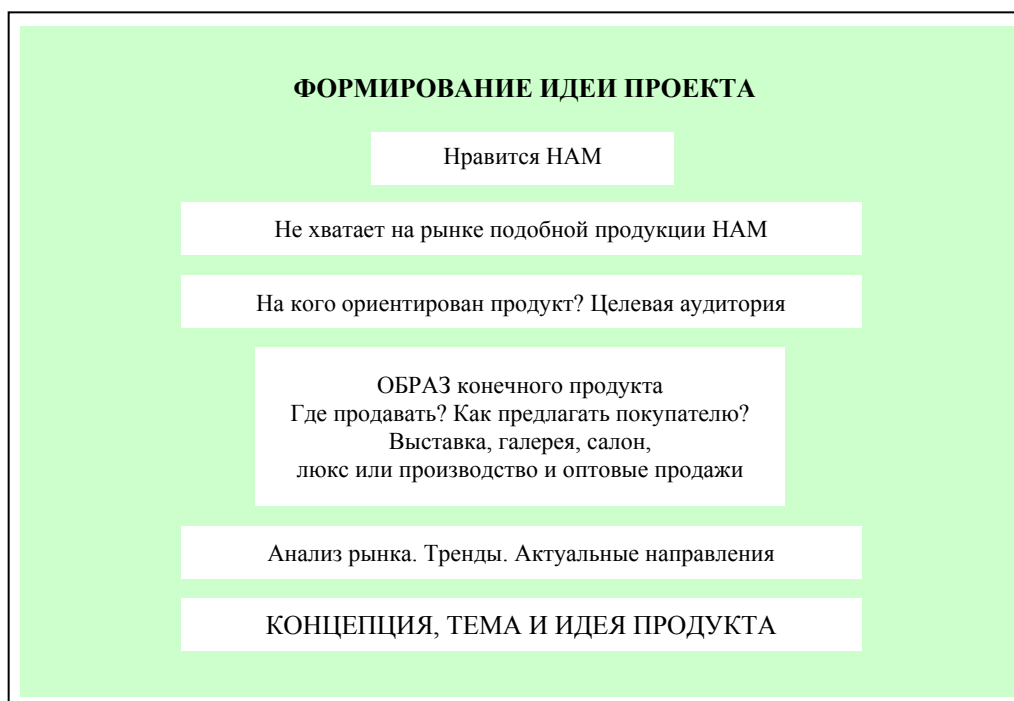 ФОРМИРОВАНИЕ ИДЕИ ПРОЕКТА
Нравится НАМ
Не хватает на рынке подобной продукции НАМ
На кого ориентирован продукт? Целевая аудитория
ОБРАЗ конечного продукта
Где продавать? Как предлагать покупателю?
Выставка, галерея, салон,
люкс или производство и оптовые продажи
Анализ рынка. Тренды. Актуальные направления
КОНЦЕПЦИЯ, ТЕМА И ИДЕЯ ПРОДУКТА